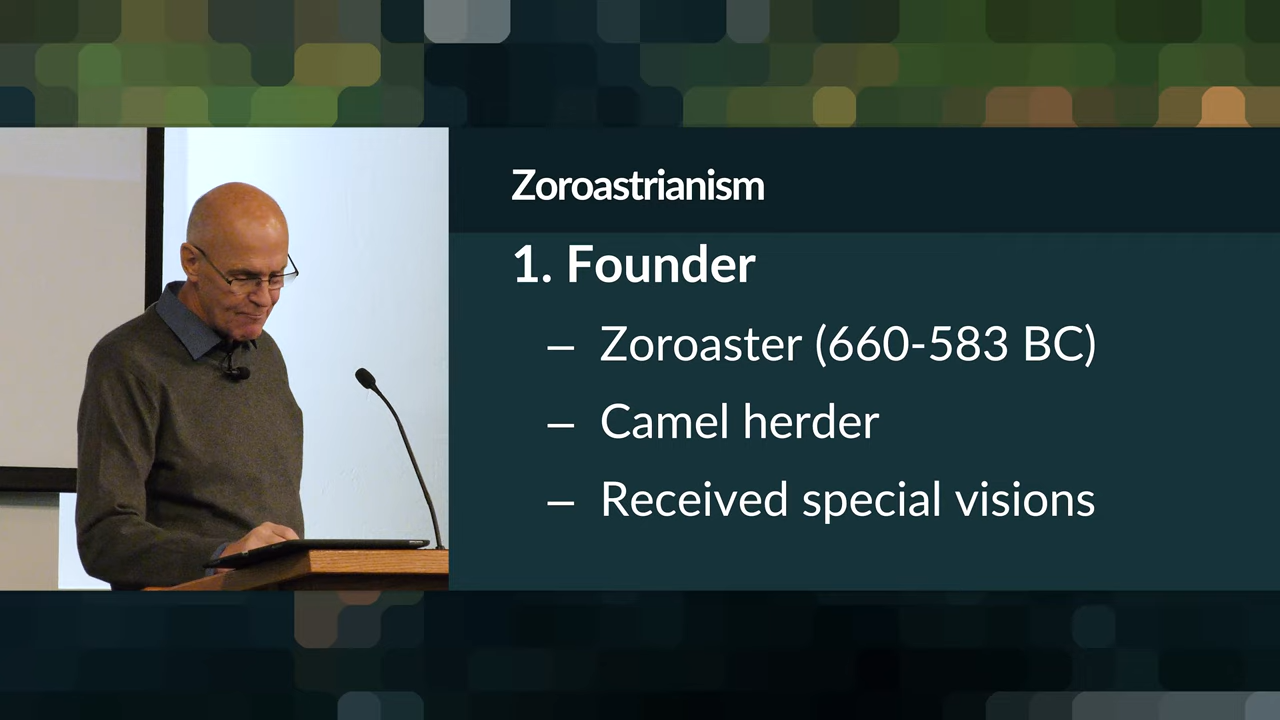 Zoroastrianism
1. Founder
– Zoroaster (660-583 BC)
– Camel herder
– Received special visions